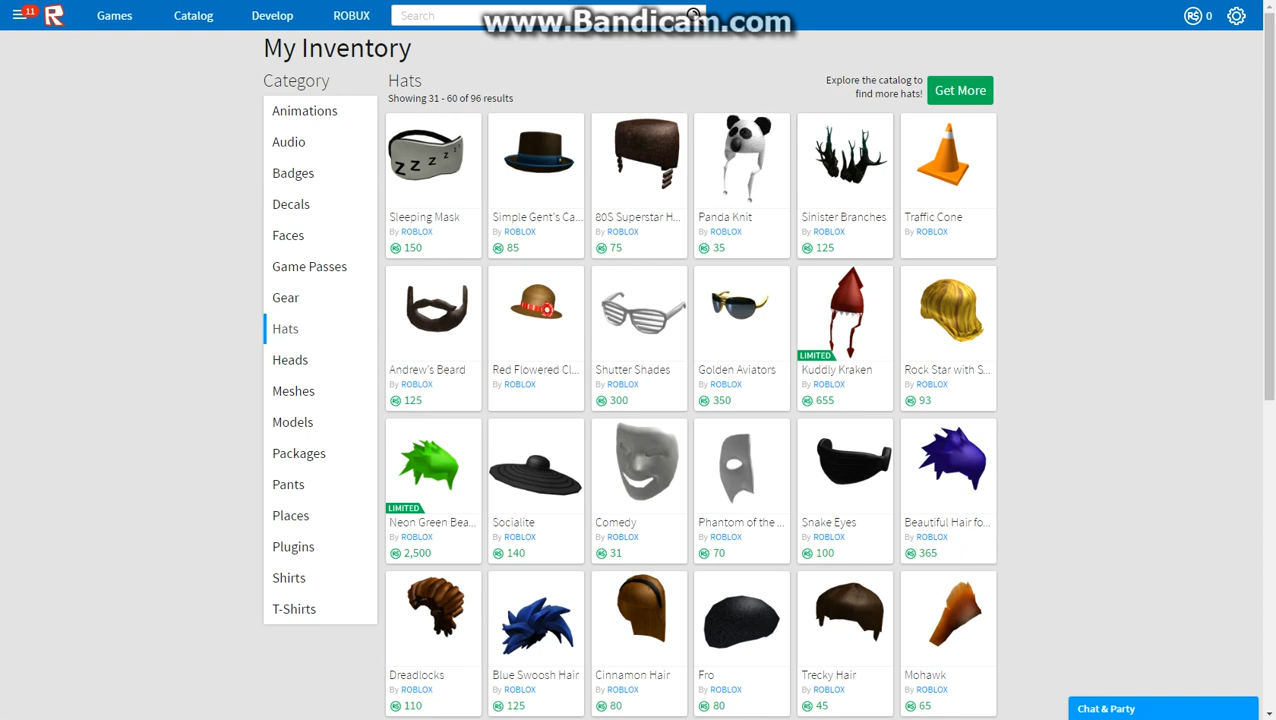 11
Games
Catalog
Develop
ROBUX
Search
www.Bandicam.com
R$ 0
My Inventory
Category
Animations
Audio
Badges
Decals
Faces
Game Passes
Gear
Hats
Heads
Meshes
Models
Packages
Pants
Places
Plugins
Shirts
T-Shirts
Hats
Showing 31 - 60 of 96 results
Explore the catalog to
find more hats!
Get More
Z Z Z Z Z
Sleeping Mask
By ROBLOX
R$ 150
Simple Gent's Ca...
By ROBLOX
R$ 85
80S Superstar H...
By ROBLOX
R$ 75
Panda Knit
By ROBLOX
R$ 35
Sinister Branches
By ROBLOX
R$ 125
Traffic Cone
By ROBLOX
Andrew's Beard
By ROBLOX
R$ 125
Red Flowered Cl...
By ROBLOX
Shutter Shades
By ROBLOX
R$ 300
Golden Aviators
By ROBLOX
R$ 350
LIMITED
Kuddly Kraken
By ROBLOX
R$ 655
Rock Star with S...
By ROBLOX
R$ 93
LIMITED
Neon Green Bea...
By ROBLOX
R$ 2,500
Socialite
By ROBLOX
R$ 140
Comedy
By ROBLOX
R$ 31
Phantom of the ...
By ROBLOX
R$ 70
Snake Eyes
By ROBLOX
R$ 100
Beautiful Hair fo...
By ROBLOX
R$ 365
Dreadlocks
By ROBLOX
R$ 110
Blue Swoosh Hair
By ROBLOX
R$ 125
Cinnamon Hair
By ROBLOX
R$ 80
Fro
By ROBLOX
R$ 80
Trecky Hair
By ROBLOX
R$ 45
Mohawk
By ROBLOX
R$ 65
Chat & Party